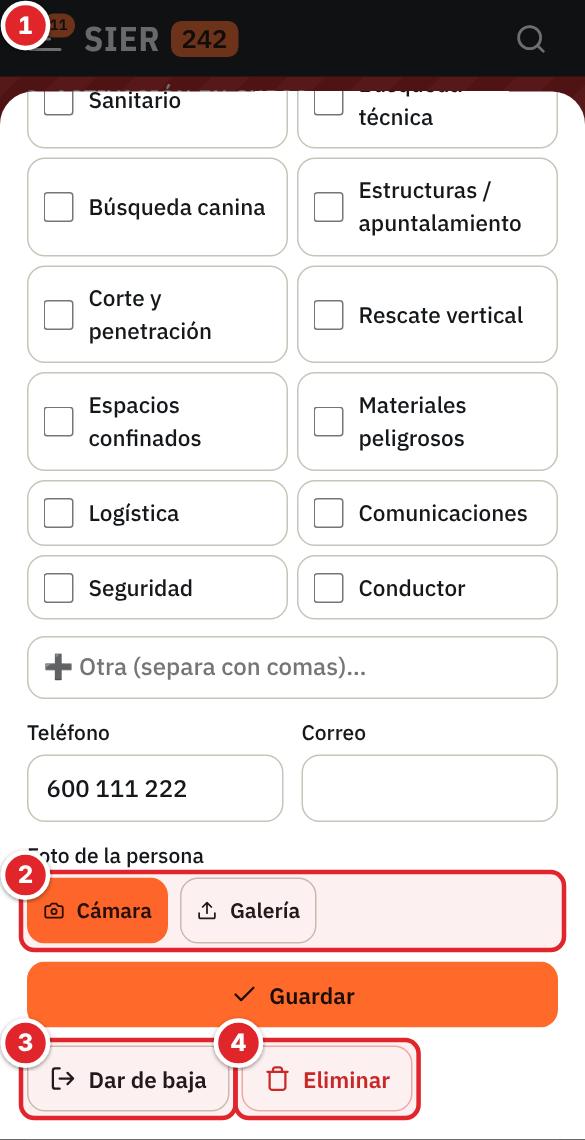 1
11
SIER 242
Sanitario
Búsqueda
técnica
Búsqueda canina
Estructuras /
apuntalamiento
Corte y
penetración
Rescate vertical
Espacios
confinados
Materiales
peligrosos
Logística
Comunicaciones
Seguridad
Conductor
➕ Otra (separa con comas)...
Teléfono
Correo
600 111 222
Foto de la persona
2
Cámara
Galería
Guardar
3
4
Dar de baja
Eliminar